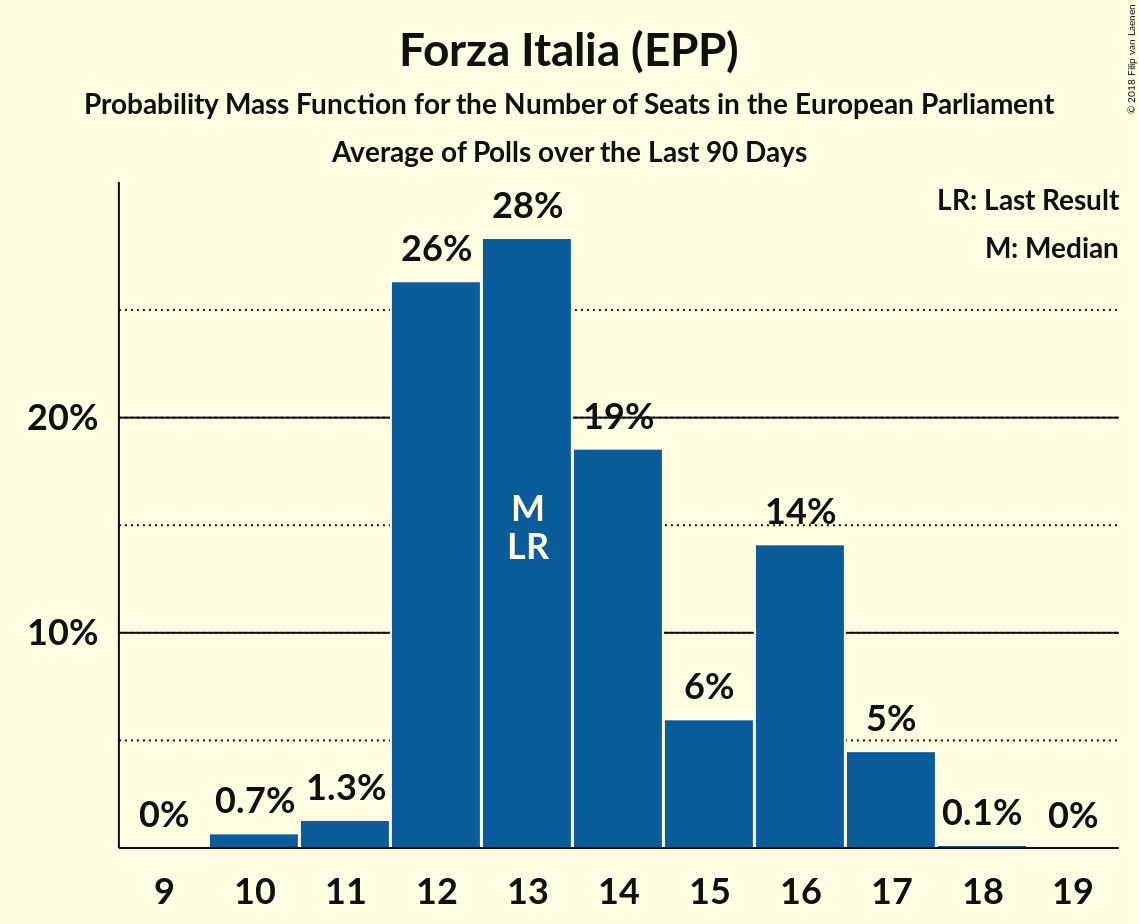 Forza Italia (EPP)
Probability Mass Function for the Number of Seats in the European Parliament
Average of Polls over the Last 90 Days
© 2018 Filip van Laenen
LR: Last Result
M: Median
28%
26%
20%
19%
M
LR
14%
10%
6%
5%
1.3%
0.7%
0%
0.1%
0%
9 10 11 12 13 14 15 16 17 18 19